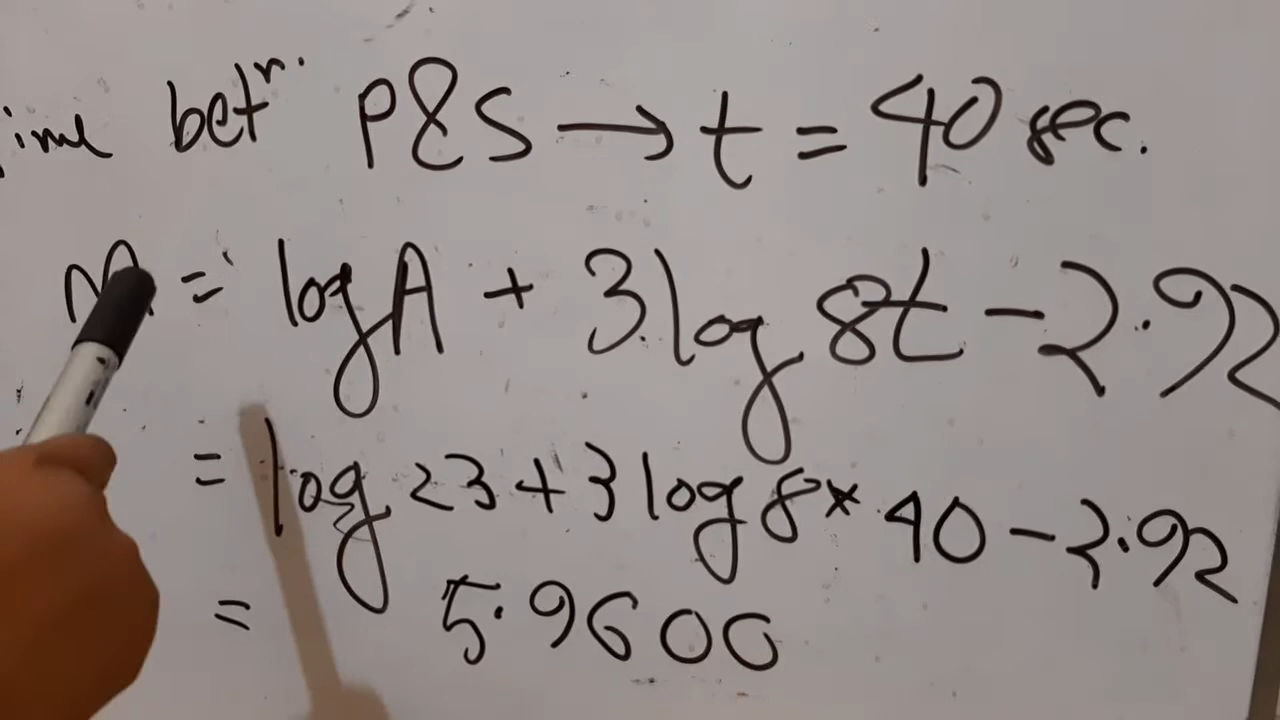 ime betn. P&S → t = 40 sec.
M = log A + 3.log 8t - 2.92
= log 23 + 3 log 8 * 40 - 2.92
= 5.9600